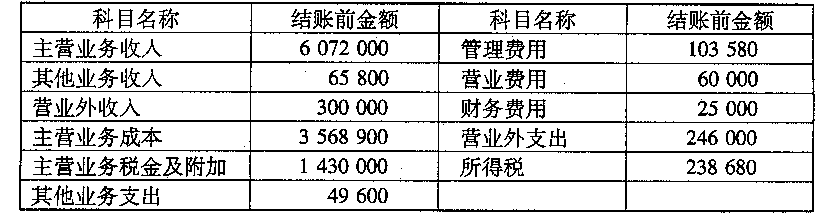 科目名称 结账前金额 科目名称 结账前金额
主营业务收入 6 072 000 管理费用 103 580
其他业务收入 65 800 营业费用 60 000
营业外收入 300 000 财务费用 25 000
主营业务成本 3 568 900 营业外支出 246 000
主营业务税金及附加 1 430 000 所得税 238 680
其他业务支出 49 600